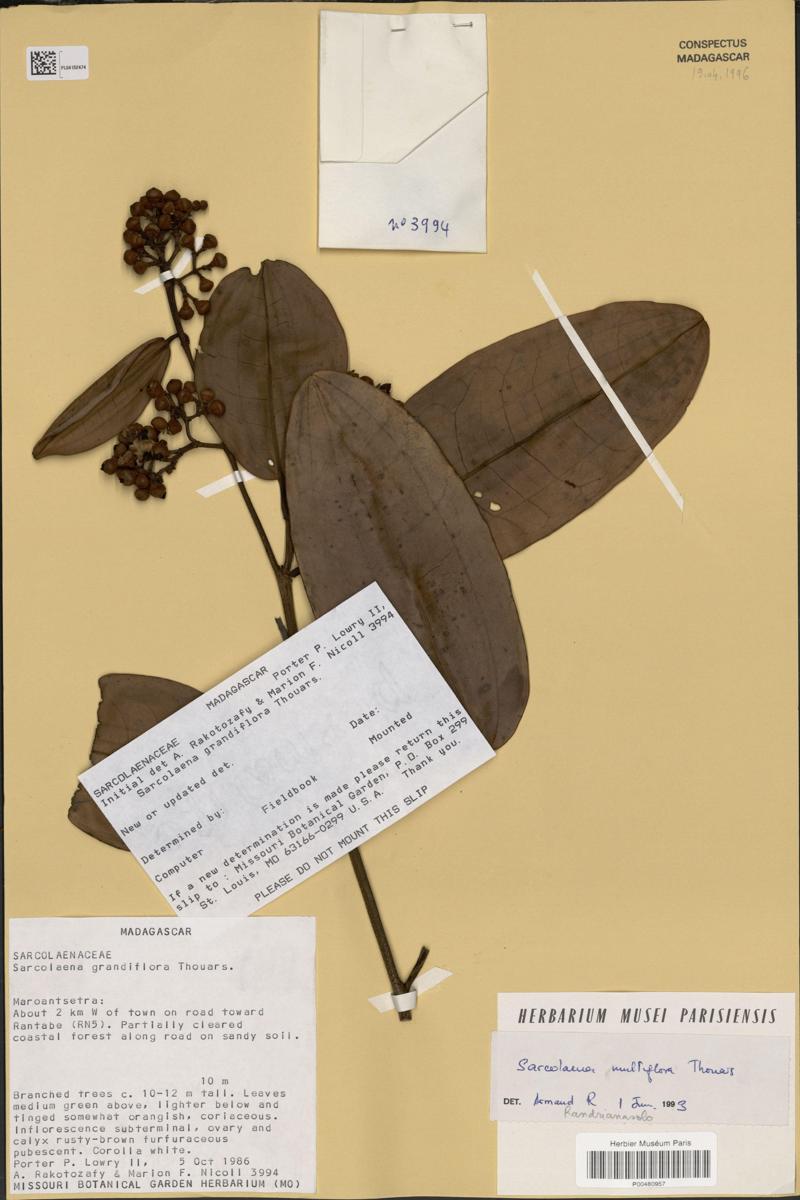 PLU4192474
CONSPECTUS
MADAGASCAR
19.04.1996
no 3994
MADAGASCAR
SARCOLAENACEAE Porter P. Lowry II,
Initial det A. Rakotozafy & Marion F. Nicoll 3994
Sarcolaena grandiflora Thouars.
New or updated det.
Determined by: Date:
Computer Fieldbook Mounted
If a new determination is made please return this
slip to : Missouri Botanical Garden, P.O. Box 299
St. Louis, MO 63166-0299 U.S.A. Thank you.
PLEASE DO NOT MOUNT THIS SLIP
MADAGASCAR
SARCOLAENACEAE
Sarcolaena grandiflora Thouars.
Maroantsetra:
About 2 km W of town on road toward
Rantabe (RN5). Partially cleared
coastal forest along road on sandy soil.
10 m
Branched trees c. 10-12 m tall. Leaves
medium green above, lighter below and
tinged somewhat orangish, coriaceous.
Inflorescence subterminal, ovary and
calyx rusty-brown furfuraceous
pubescent. Corolla white.
Porter P. Lowry II, 5 Oct 1986
A. Rakotozafy & Marion F. Nicoll 3994
MISSOURI BOTANICAL GARDEN HERBARIUM (MO)
HERBARIUM MUSEI PARISIENSIS
Sarcolaena multiflora Thouars
DET. Armand R 1 Jun. 1993
Randrianasolo
Herbier Muséum Paris
P00480957